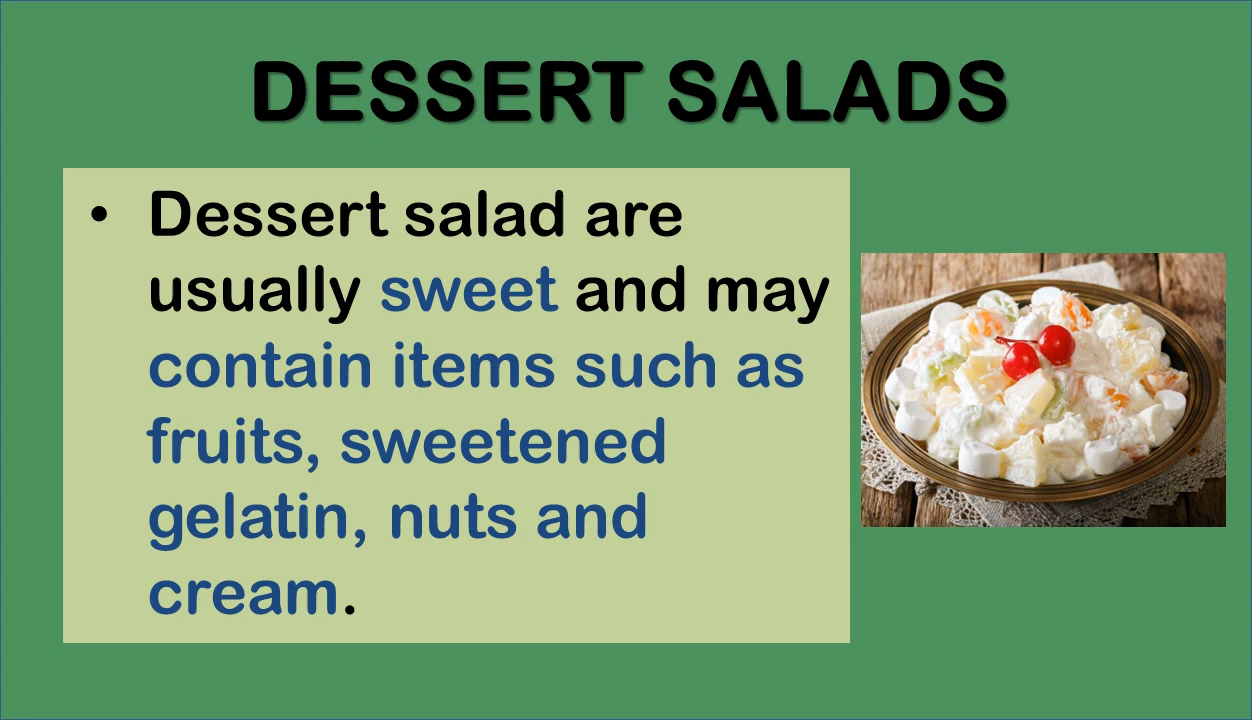 DESSERT SALADS
• Dessert salad are
usually sweet and may
contain items such as
fruits, sweetened
gelatin, nuts and
cream.